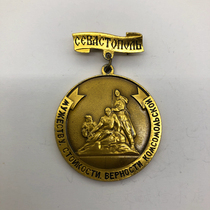 СЕВАСТОПОЛЬ
МУЖЕСТВУ, СТОЙКОСТИ, ВЕРНОСТИ КОМСОМОЛЬСКОЙ